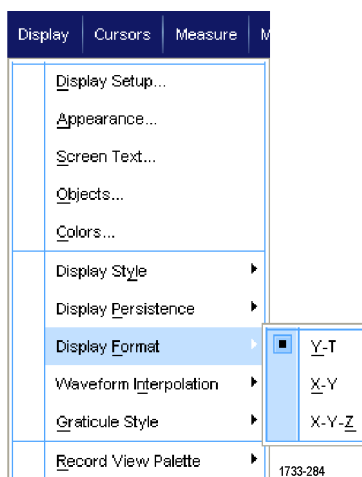 Display Cursors Measure
Display Setup...
Appearance...
Screen Text...
Objects...
Colors...
Display Style
Display Persistence
Display Format
Y-T
X-Y
Waveform Interpolation
Graticule Style
X-Y-Z
Record View Palette
1733-284